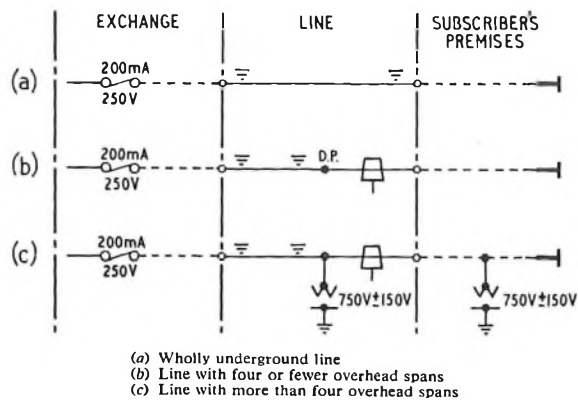 EXCHANGE
LINE
SUBSCRIBER'S
PREMISES
(a)
200mA
250V
(b)
200mA
250V
D.P.
(c)
200mA
250V
750V±150V
750V±150V
(a) Wholly underground line
(b) Line with four or fewer overhead spans
(c) Line with more than four overhead spans